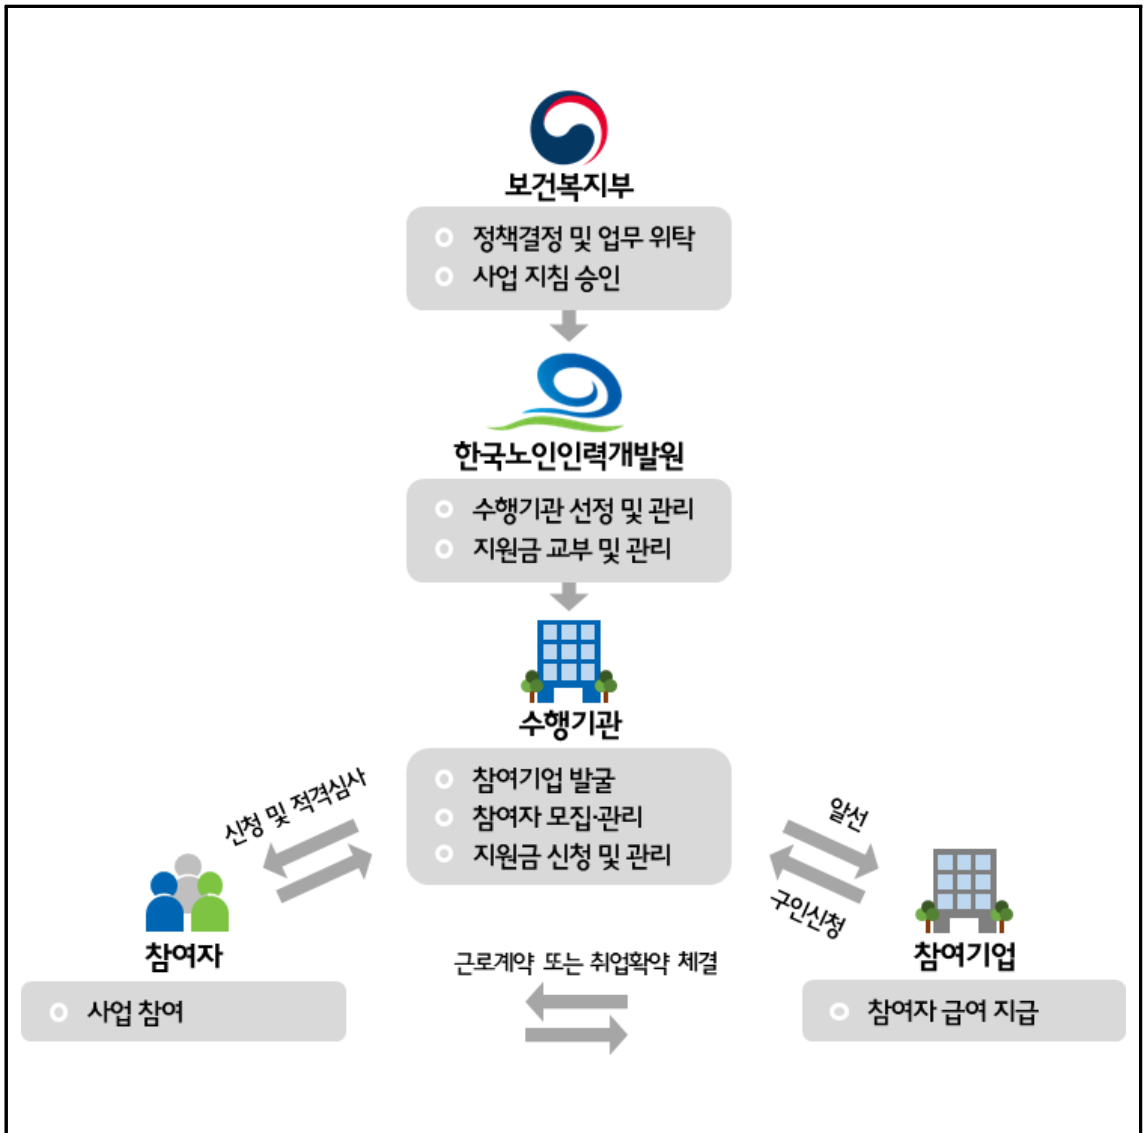 보건복지부
정책결정 및 업무 위탁
사업 지침 승인
한국노인인력개발원
수행기관 선정 및 관리
지원금 교부 및 관리
수행기관
참여기업 발굴
참여자 모집·관리
지원금 신청 및 관리
신청 및 적격심사
알선
구인신청
참여자
사업 참여
근로계약 또는 취업확약 체결
참여기업
참여자 급여 지급